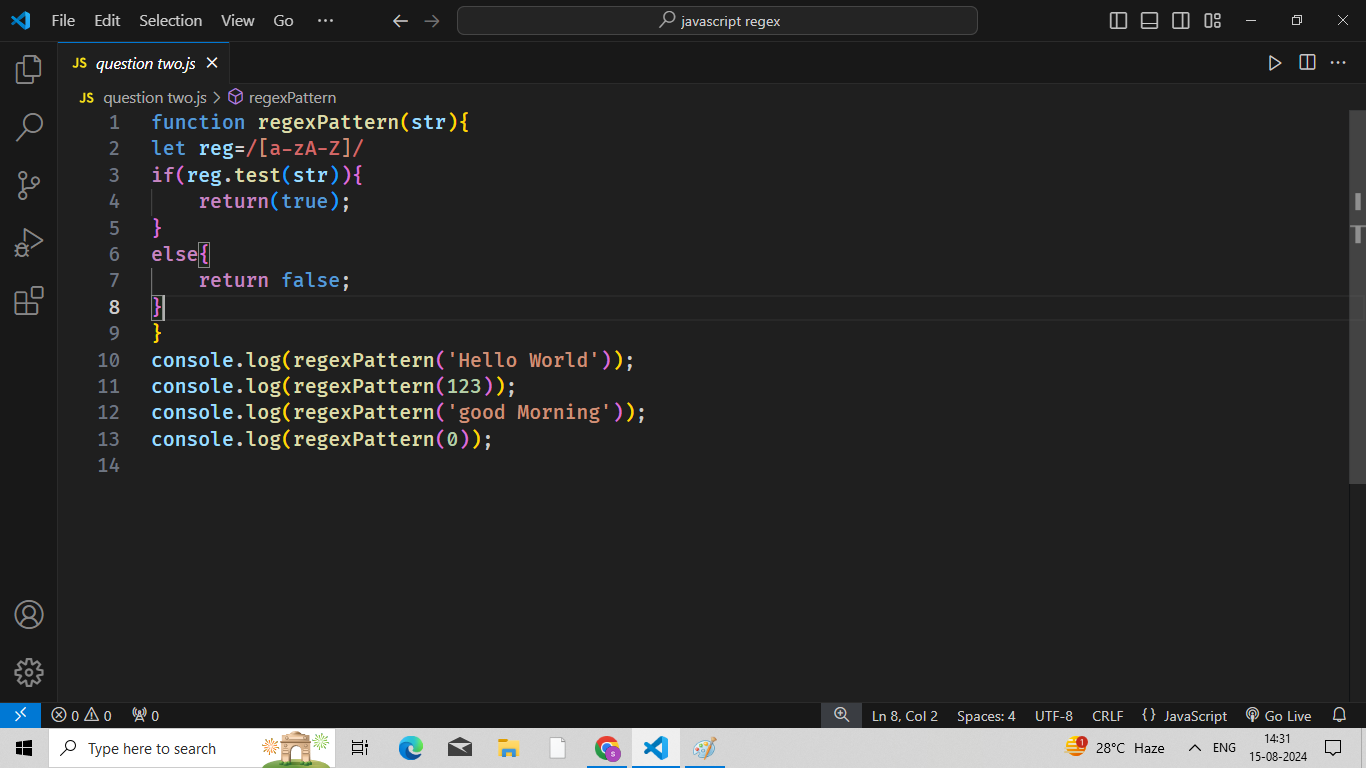 File Edit Selection View Go ··· javascript regex
JS question two.js
JS question two.js > regexPattern
1 function regexPattern(str){
2 let reg=/[a-zA-Z]/
3 if(reg.test(str)){
4     return(true);
5 }
6 else{
7     return false;
8 }
9 }
10 console.log(regexPattern('Hello World'));
11 console.log(regexPattern(123));
12 console.log(regexPattern('good Morning'));
13 console.log(regexPattern(0));
14
0 0 0 Ln 8, Col 2 Spaces: 4 UTF-8 CRLF {} JavaScript Go Live
Type here to search s 1 28°C Haze ENG 14:31
15-08-2024